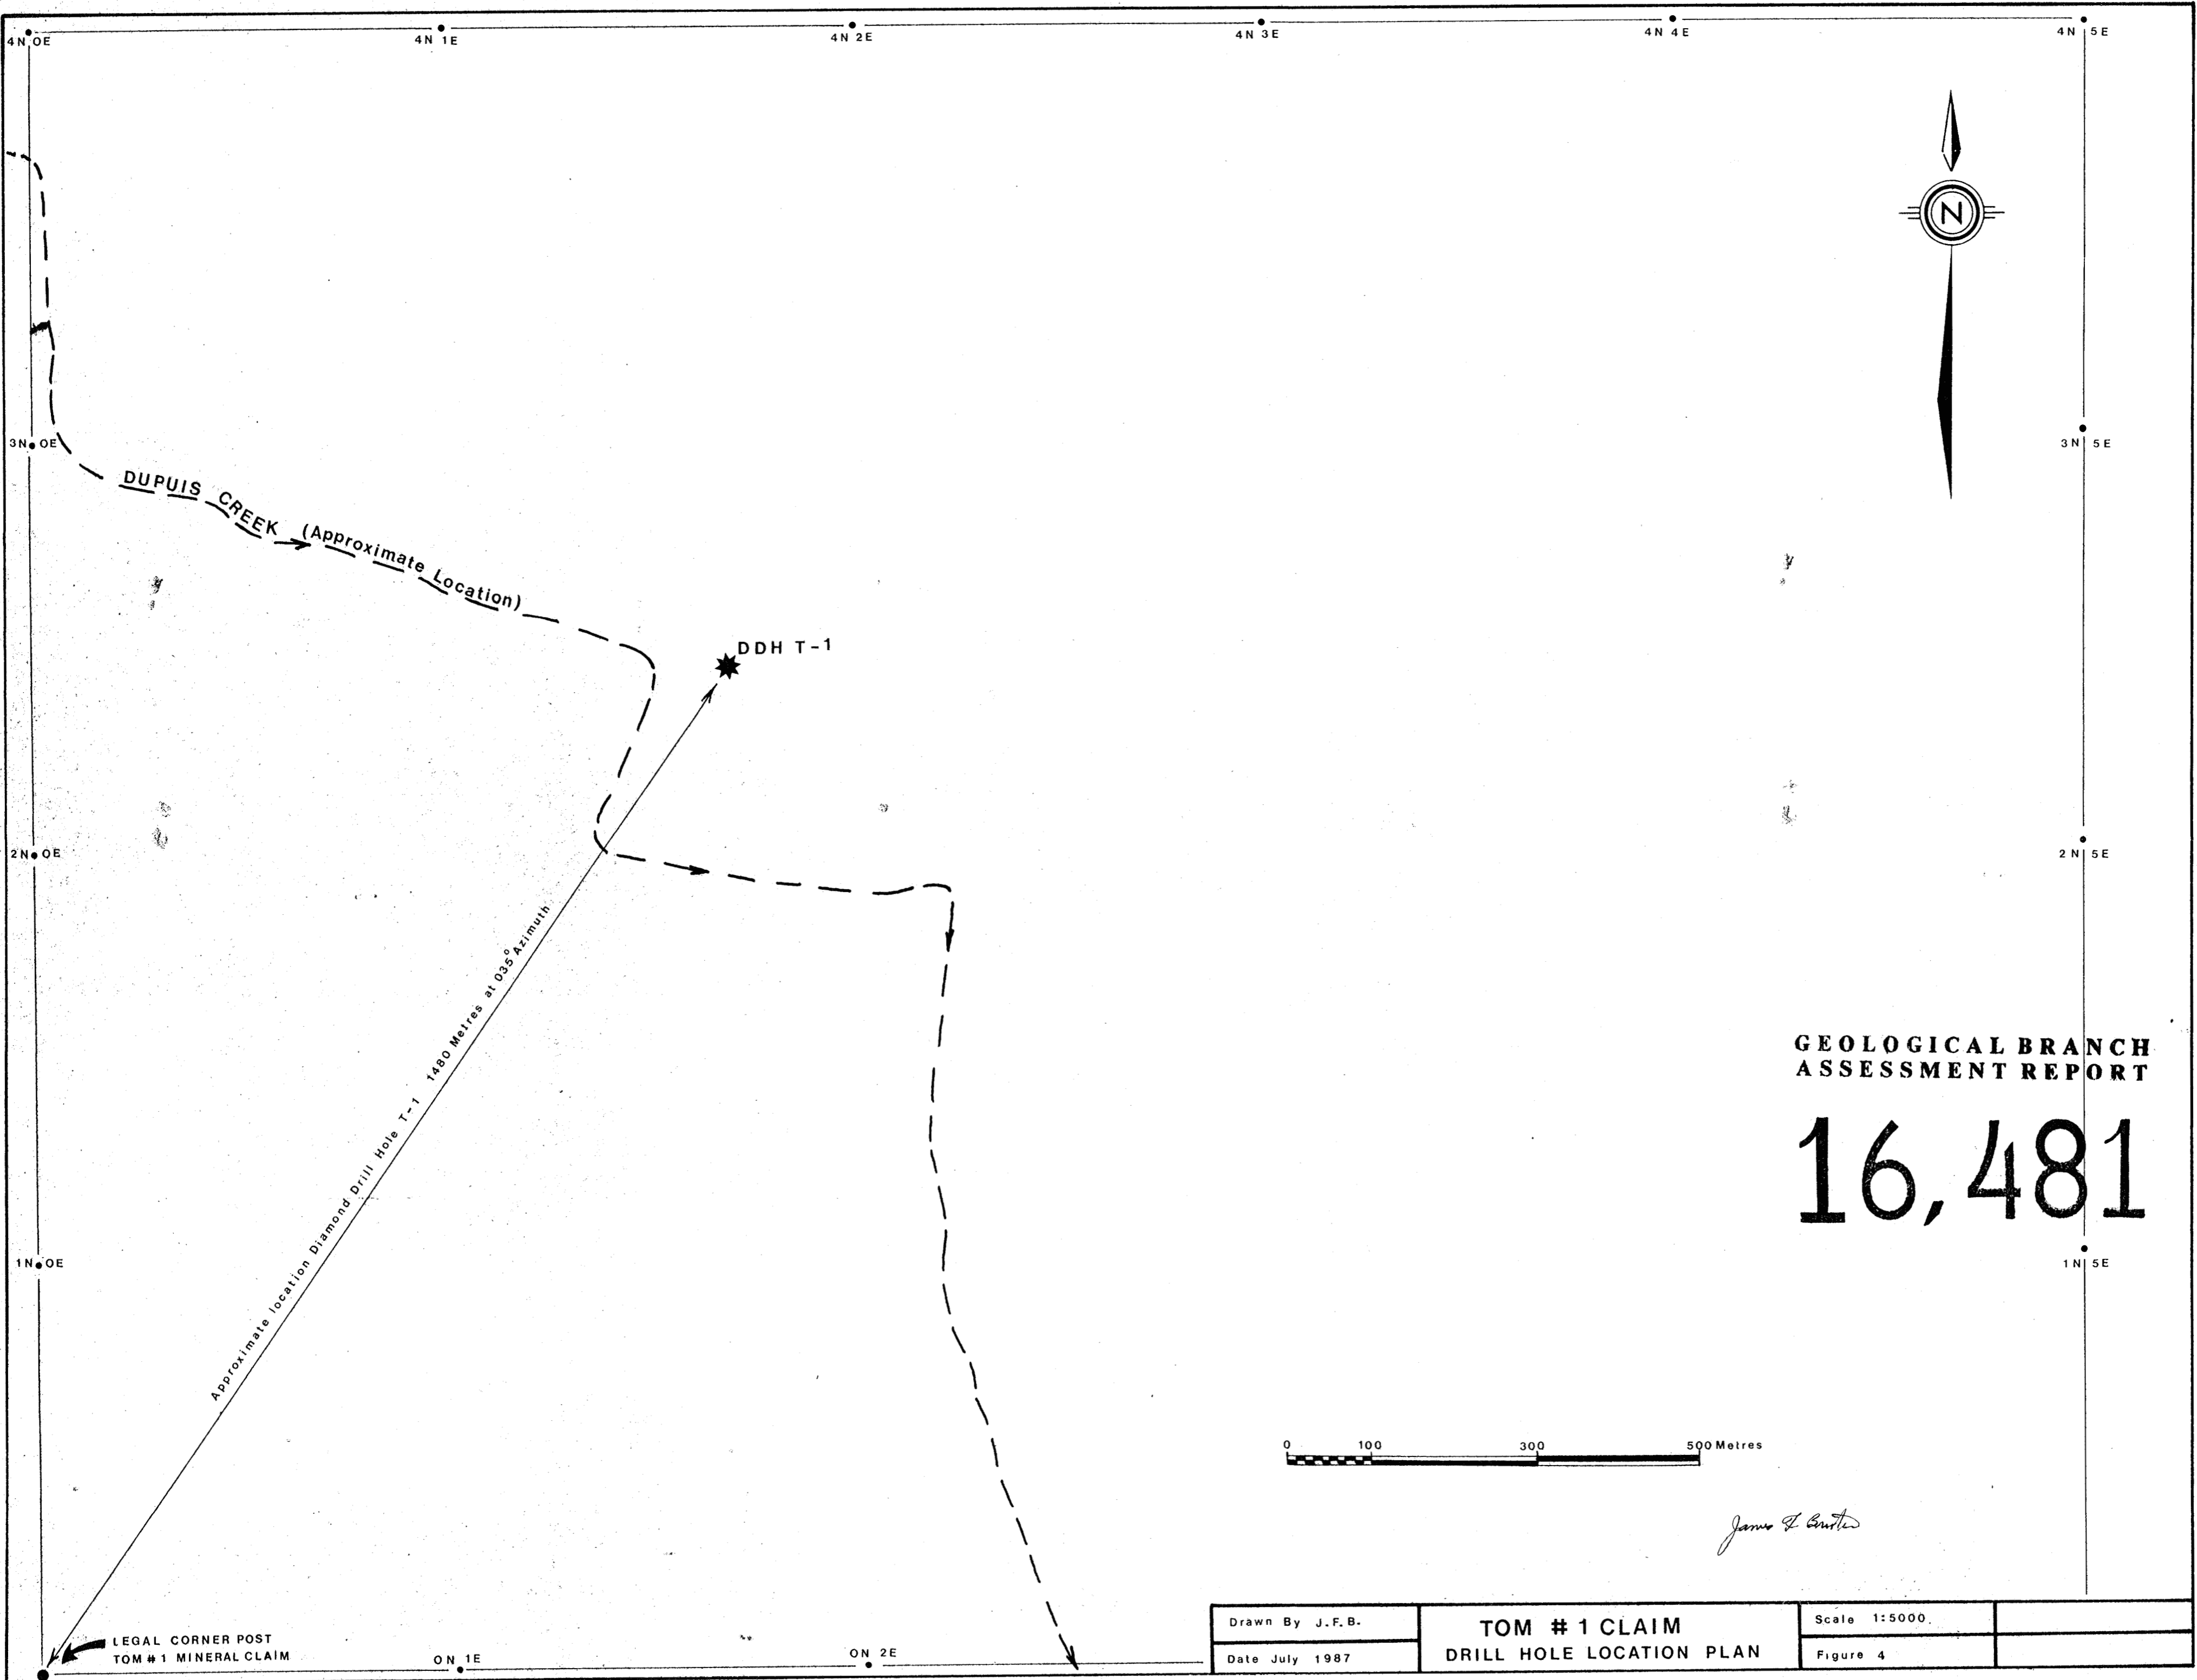 4N 0E
4N 1E
4N 2E
4N 3E
4N 4E
4N 5E
N
3N 0E
3N 5E
DUPUIS CREEK (Approximate Location)
DDH T-1
2N 0E
2N 5E
Approximate location Diamond Drill Hole T-1 1480 Metres at 035° Azimuth
GEOLOGICAL BRANCH
ASSESSMENT REPORT
16,481
1N 0E
1N 5E
0 100 300 500 Metres
LEGAL CORNER POST
TOM # 1 MINERAL CLAIM
ON 1E
ON 2E
Drawn By J.F.B.
Date July 1987
TOM # 1 CLAIM
DRILL HOLE LOCATION PLAN
Scale 1:5000
Figure 4